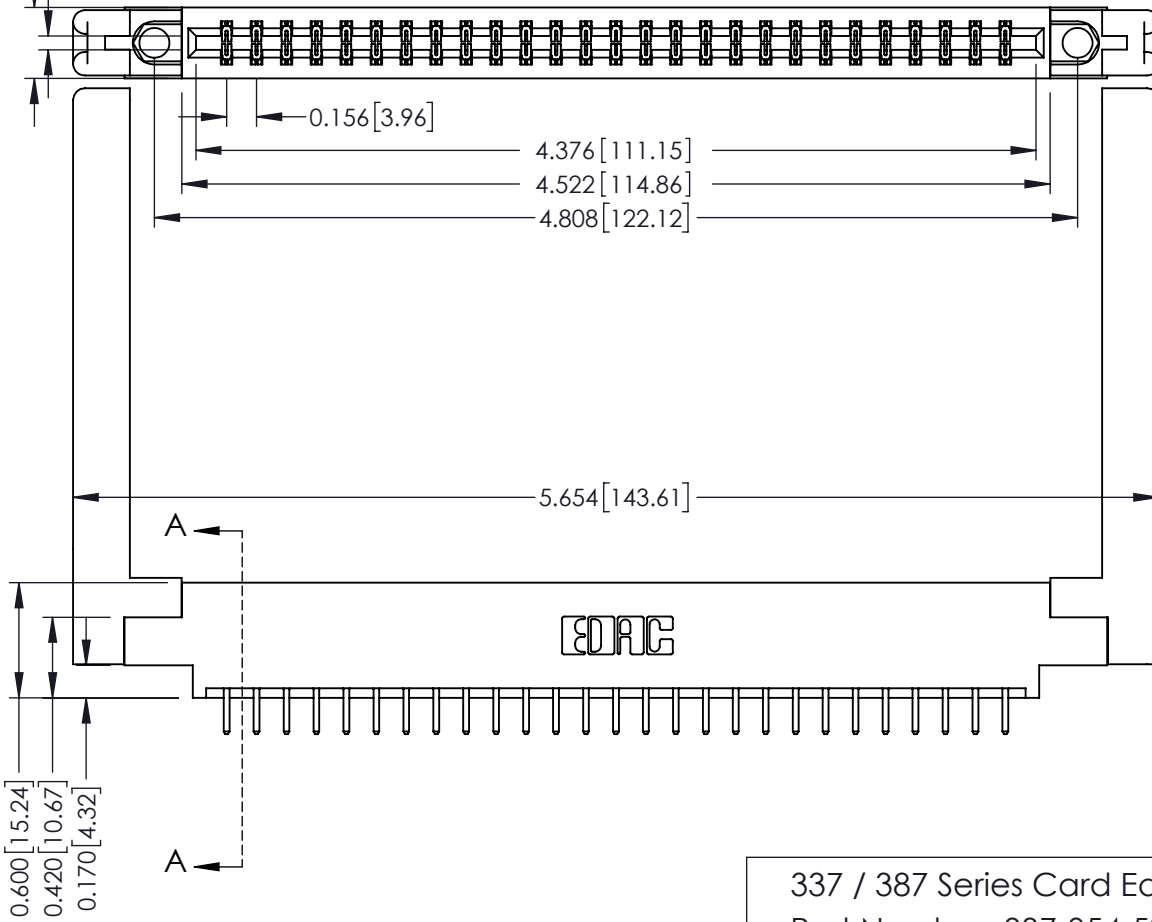 0.156[3.96]
4.376[111.15]
4.522[114.86]
4.808[122.12]
5.654[143.61]
A
EDAC
0.600[15.24]
0.420[10.67]
0.170[4.32]
A
337 / 387 Series Card